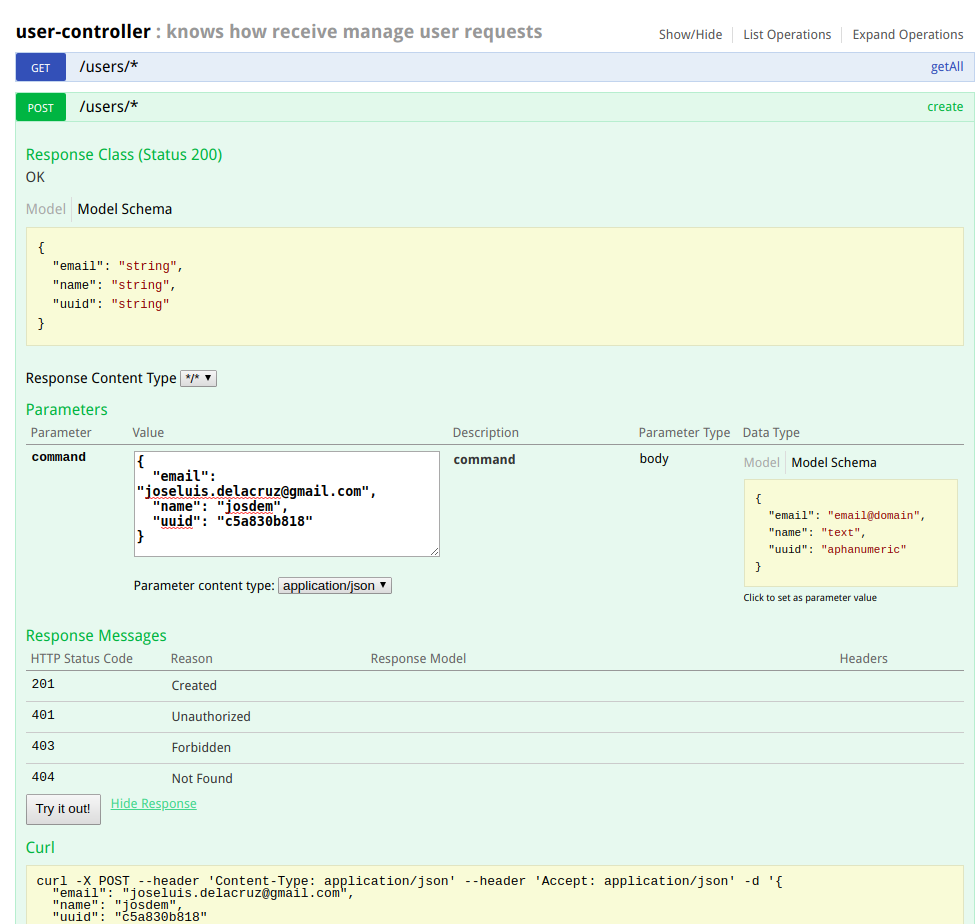 user-controller : knows how receive manage user requests
Show/Hide List Operations Expand Operations
GET /users/* getAll
POST /users/* create
Response Class (Status 200)
OK
Model Model Schema
{
  "email": "string",
  "name": "string",
  "uuid": "string"
}
Response Content Type */*
Parameters
Parameter Value Description Parameter Type Data Type
command
{
  "email":
"joseluis.delacruz@gmail.com",
  "name": "josdem",
  "uuid": "c5a830b818"
}
Parameter content type: application/json
command
body
Model Model Schema
{
  "email": "email@domain",
  "name": "text",
  "uuid": "aphanumeric"
}
Click to set as parameter value
Response Messages
HTTP Status Code Reason Response Model Headers
201 Created
401 Unauthorized
403 Forbidden
404 Not Found
Try it out! Hide Response
Curl
curl -X POST --header 'Content-Type: application/json' --header 'Accept: application/json' -d '{
  "email": "joseluis.delacruz@gmail.com",
  "name": "josdem",
  "uuid": "c5a830b818"